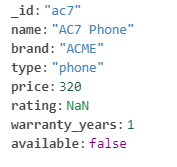 _id: "ac7"
name: "AC7 Phone"
brand: "ACME"
type: "phone"
price: 320
rating: NaN
warranty_years: 1
available: false